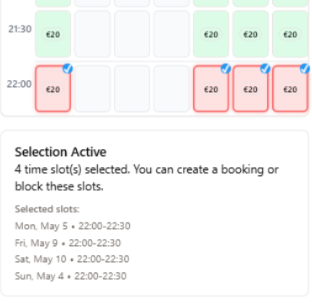 21:30 €20 €20 €20 €20
22:00 €20 €20 €20 €20
Selection Active
4 time slot(s) selected. You can create a booking or
block these slots.
Selected slots:
Mon, May 5 • 22:00-22:30
Fri, May 9 • 22:00-22:30
Sat, May 10 • 22:00-22:30
Sun, May 4 • 22:00-22:30